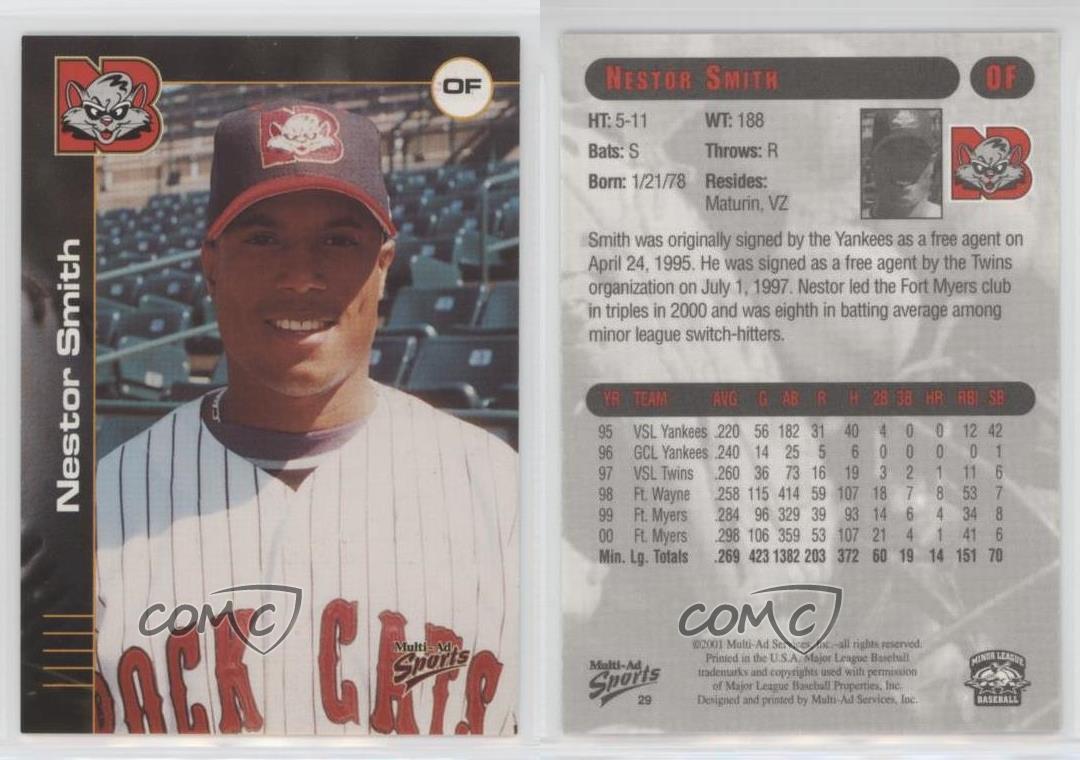 NB
OF
Nestor Smith
ROCK CATS
Multi-Ad
Sports
COMC
NESTOR SMITH
OF
HT: 5-11
WT: 188
Bats: S
Throws: R
Born: 1/21/78
Resides:
Maturin, VZ
Smith was originally signed by the Yankees as a free agent on
April 24, 1995. He was signed as a free agent by the Twins
organization on July 1, 1997. Nestor led the Fort Myers club
in triples in 2000 and was eighth in batting average among
minor league switch-hitters.
YR TEAM AVG G AB R H 2B 3B HR RBI SB
95 VSL Yankees .220 56 182 31 40 4 0 0 12 42
96 GCL Yankees .240 14 25 5 6 0 0 0 0 1
97 VSL Twins .260 36 73 16 19 3 2 1 11 6
98 Ft. Wayne .258 115 414 59 107 18 7 8 53 7
99 Ft. Myers .284 96 329 39 93 14 6 4 34 8
00 Ft. Myers .298 106 359 53 107 21 4 1 41 6
Min. Lg. Totals .269 423 1382 203 372 60 19 14 151 70
COMC
©2001 Multi-Ad Services, Inc.–all rights reserved.
Printed in the U.S.A. Major League Baseball
trademarks and copyrights used with permission
of Major League Baseball Properties, Inc.
Designed and printed by Multi-Ad Services, Inc.
Multi-Ad
Sports
29
MINOR LEAGUE
BASEBALL